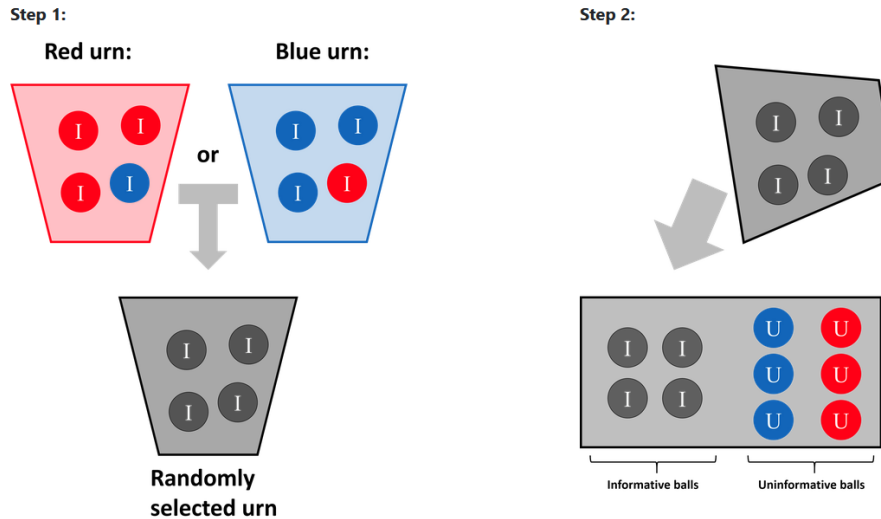 Step 1:
Red urn:
Blue urn:
I
I
I
I
or
I
I
I
I
I
I
I
I
Randomly
selected urn
Step 2:
I
I
I
I
I
I
U
U
U
U
I
I
U
U
Informative balls
Uninformative balls